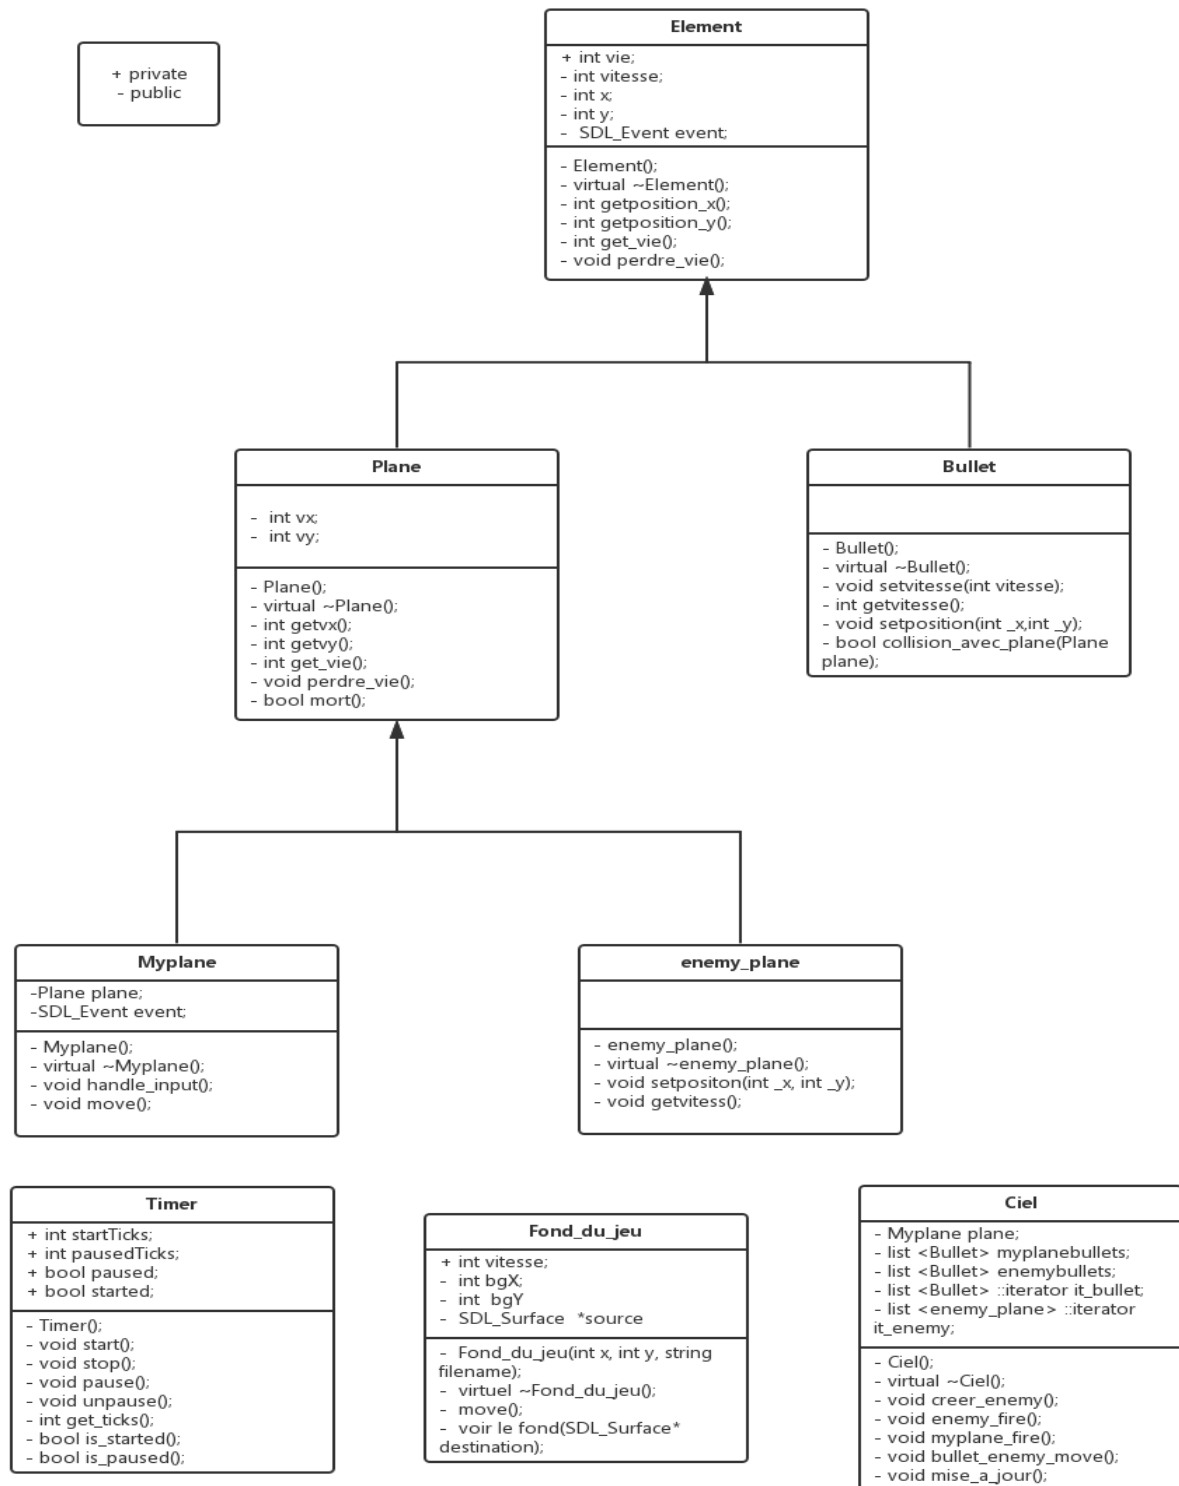 + private
- public
Element
+ int vie;
- int vitesse;
- int x;
- int y;
- SDL_Event event;
- Element();
- virtual ~Element();
- int getposition_x();
- int getposition_y();
- int get_vie();
- void perdre_vie();
Plane
- int vx;
- int vy;
- Plane();
- virtual ~Plane();
- int getvx();
- int getvy();
- int get_vie();
- void perdre_vie();
- bool mort();
Bullet
- Bullet();
- virtual ~Bullet();
- void setvitesse(int vitesse);
- int getvitesse();
- void setposition(int _x,int _y);
- bool collision_avec_plane(Plane
plane);
Myplane
-Plane plane;
-SDL_Event event;
- Myplane();
- virtual ~Myplane();
- void handle_input();
- void move();
enemy_plane
- enemy_plane();
- virtual ~enemy_plane();
- void setpositon(int _x, int _y);
- void getvitess();
Timer
+ int startTicks;
+ int pausedTicks;
+ bool paused;
+ bool started;
- Timer();
- void start();
- void stop();
- void pause();
- void unpause();
- int get_ticks();
- bool is_started();
- bool is_paused();
Fond_du_jeu
+ int vitesse;
- int bgX;
- int bgY
- SDL_Surface *source
- Fond_du_jeu(int x, int y, string
filename);
- virtuel ~Fond_du_jeu();
- move();
- voir le fond(SDL_Surface*
destination);
Ciel
- Myplane plane;
- list <Bullet> myplanebullets;
- list <Bullet> enemybullets;
- list <Bullet> ::iterator it_bullet;
- list <enemy_plane> ::iterator
it_enemy;
- Ciel();
- virtual ~Ciel();
- void creer_enemy();
- void enemy_fire();
- void myplane_fire();
- void bullet_enemy_move();
- void mise_a_jour();